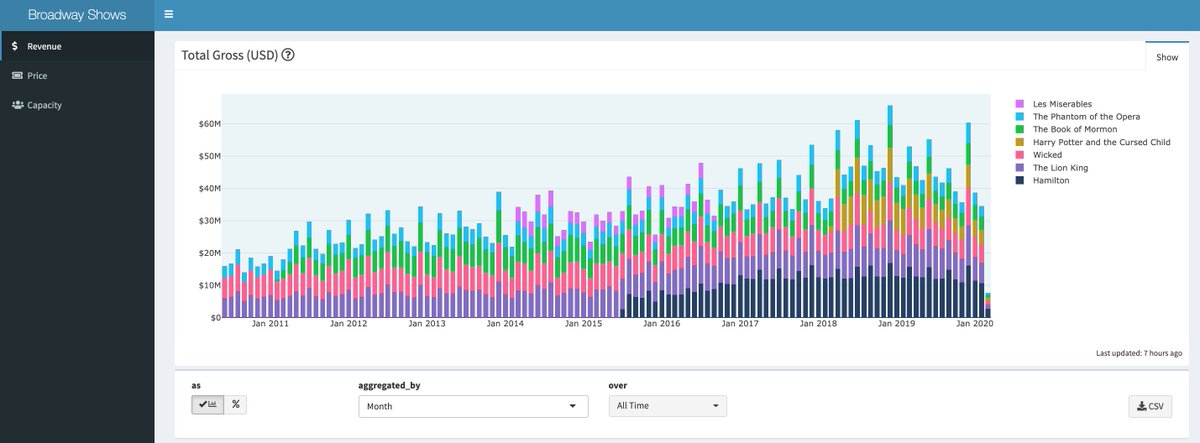 Broadway Shows
$ Revenue
Price
Capacity
Total Gross (USD) ?
Show
$60M
$50M
$40M
$30M
$20M
$10M
$0
Jan 2011 Jan 2012 Jan 2013 Jan 2014 Jan 2015 Jan 2016 Jan 2017 Jan 2018 Jan 2019 Jan 2020
Les Miserables
The Phantom of the Opera
The Book of Mormon
Harry Potter and the Cursed Child
Wicked
The Lion King
Hamilton
Last updated: 7 hours ago
as aggregated_by over
% Month All Time CSV